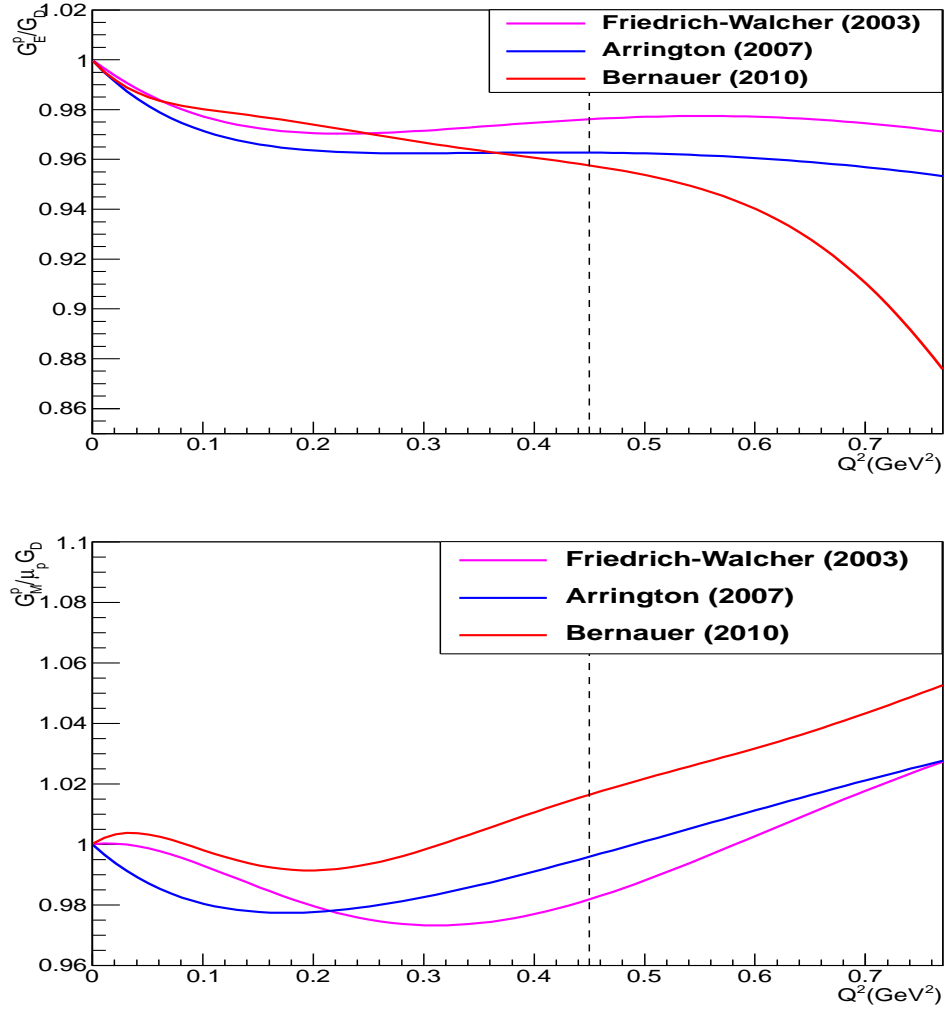 G_E^p/G_D
1.02
1
0.98
0.96
0.94
0.92
0.9
0.88
0.86
Friedrich-Walcher (2003)
Arrington (2007)
Bernauer (2010)
0 0.1 0.2 0.3 0.4 0.5 0.6 0.7
Q^2(GeV^2)
G_M^p/μ_p G_D
1.1
1.08
1.06
1.04
1.02
1
0.98
0.96
Friedrich-Walcher (2003)
Arrington (2007)
Bernauer (2010)
0 0.1 0.2 0.3 0.4 0.5 0.6 0.7
Q^2(GeV^2)